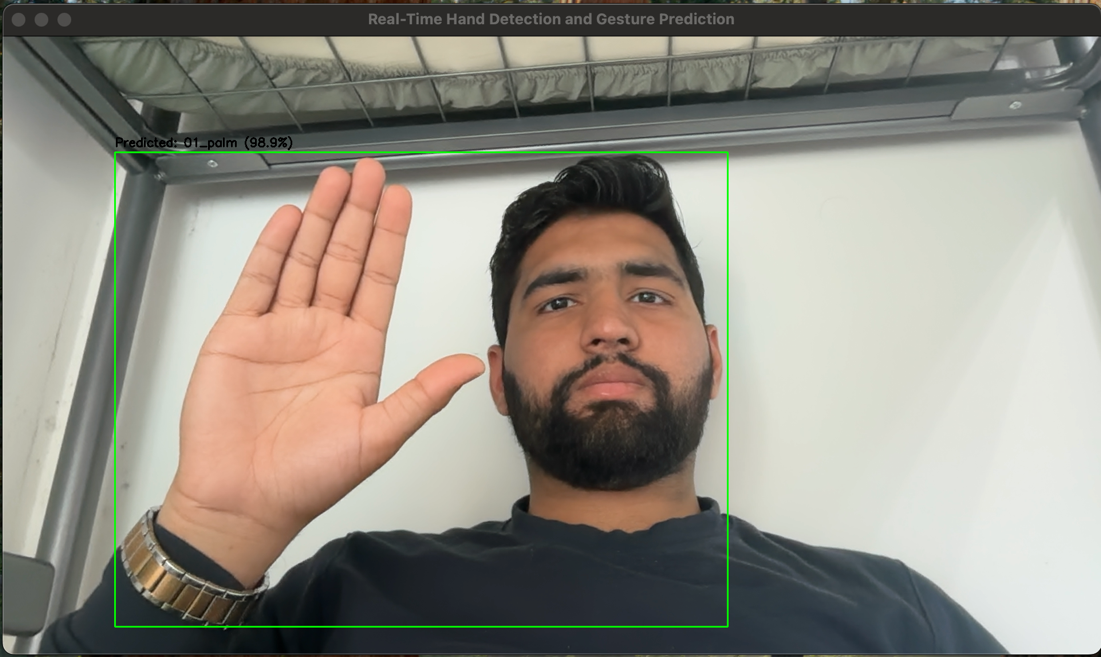 Real-Time Hand Detection and Gesture Prediction
Predicted: 01_palm (98.9%)